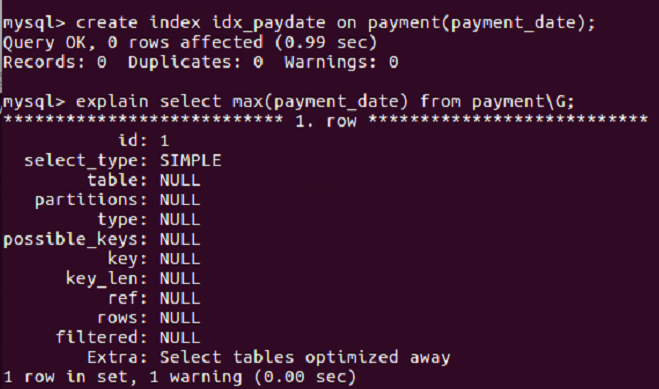 mysql> create index idx_paydate on payment(payment_date);
Query OK, 0 rows affected (0.99 sec)
Records: 0  Duplicates: 0  Warnings: 0
mysql> explain select max(payment_date) from payment\G;
*************************** 1. row ***************************
           id: 1
  select_type: SIMPLE
        table: NULL
   partitions: NULL
         type: NULL
possible_keys: NULL
          key: NULL
      key_len: NULL
          ref: NULL
         rows: NULL
     filtered: NULL
        Extra: Select tables optimized away
1 row in set, 1 warning (0.00 sec)